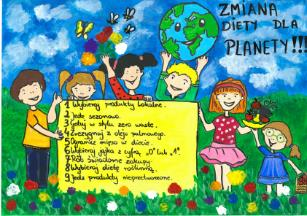 ZMIANA
DIETY DLA
PLANETY!!!
1 Wybieraj produkty lokalne.
2 Jedz sezonowo.
3 Gotuj w stylu zero waste.
4 Zrezygnuj z oleju palmowego.
5 Ogranicz mięso w diecie.
6 Wybieraj jajka z cyfrą „0" lub „1".
7 Rób świadome zakupy.
8 Wybieraj dietę roślinną.
9 Jedz produkty nieprzetworzone.